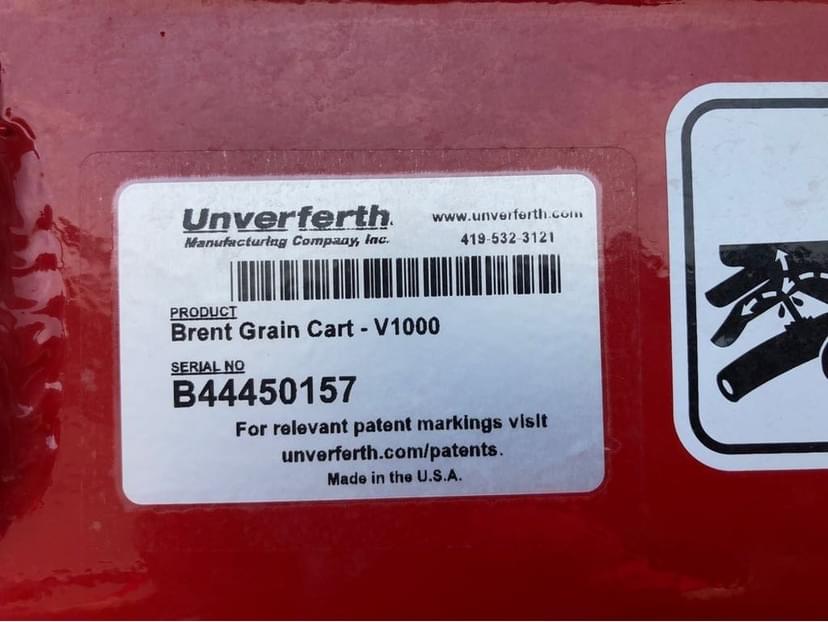 Unverferth
Manufacturing Company, Inc.
www.unverferth.com
419-532-3121
PRODUCT
Brent Grain Cart - V1000
SERIAL NO
B44450157
For relevant patent markings visit
unverferth.com/patents.
Made in the U.S.A.